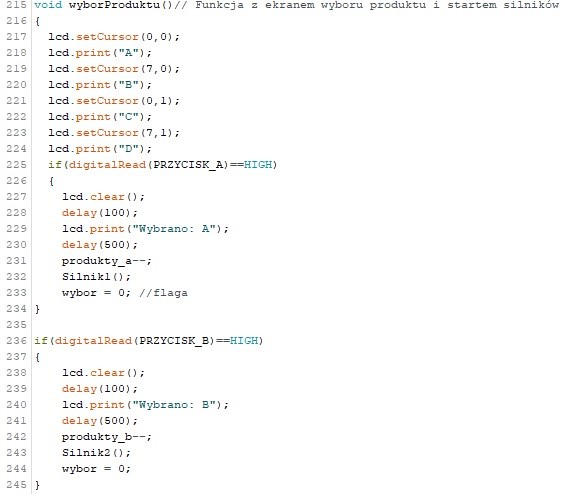 215 void wyborProduktu()// Funkcja z ekranem wyboru produktu i startem silników
216 {
217 lcd.setCursor(0,0);
218 lcd.print("A");
219 lcd.setCursor(7,0);
220 lcd.print("B");
221 lcd.setCursor(0,1);
222 lcd.print("C");
223 lcd.setCursor(7,1);
224 lcd.print("D");
225 if(digitalRead(PRZYCISK_A)==HIGH)
226 {
227 lcd.clear();
228 delay(100);
229 lcd.print("Wybrano: A");
230 delay(500);
231 produkty_a--;
232 Silnik1();
233 wybor = 0; //flaga
234 }
235
236 if(digitalRead(PRZYCISK_B)==HIGH)
237 {
238 lcd.clear();
239 delay(100);
240 lcd.print("Wybrano: B");
241 delay(500);
242 produkty_b--;
243 Silnik2();
244 wybor = 0;
245 }